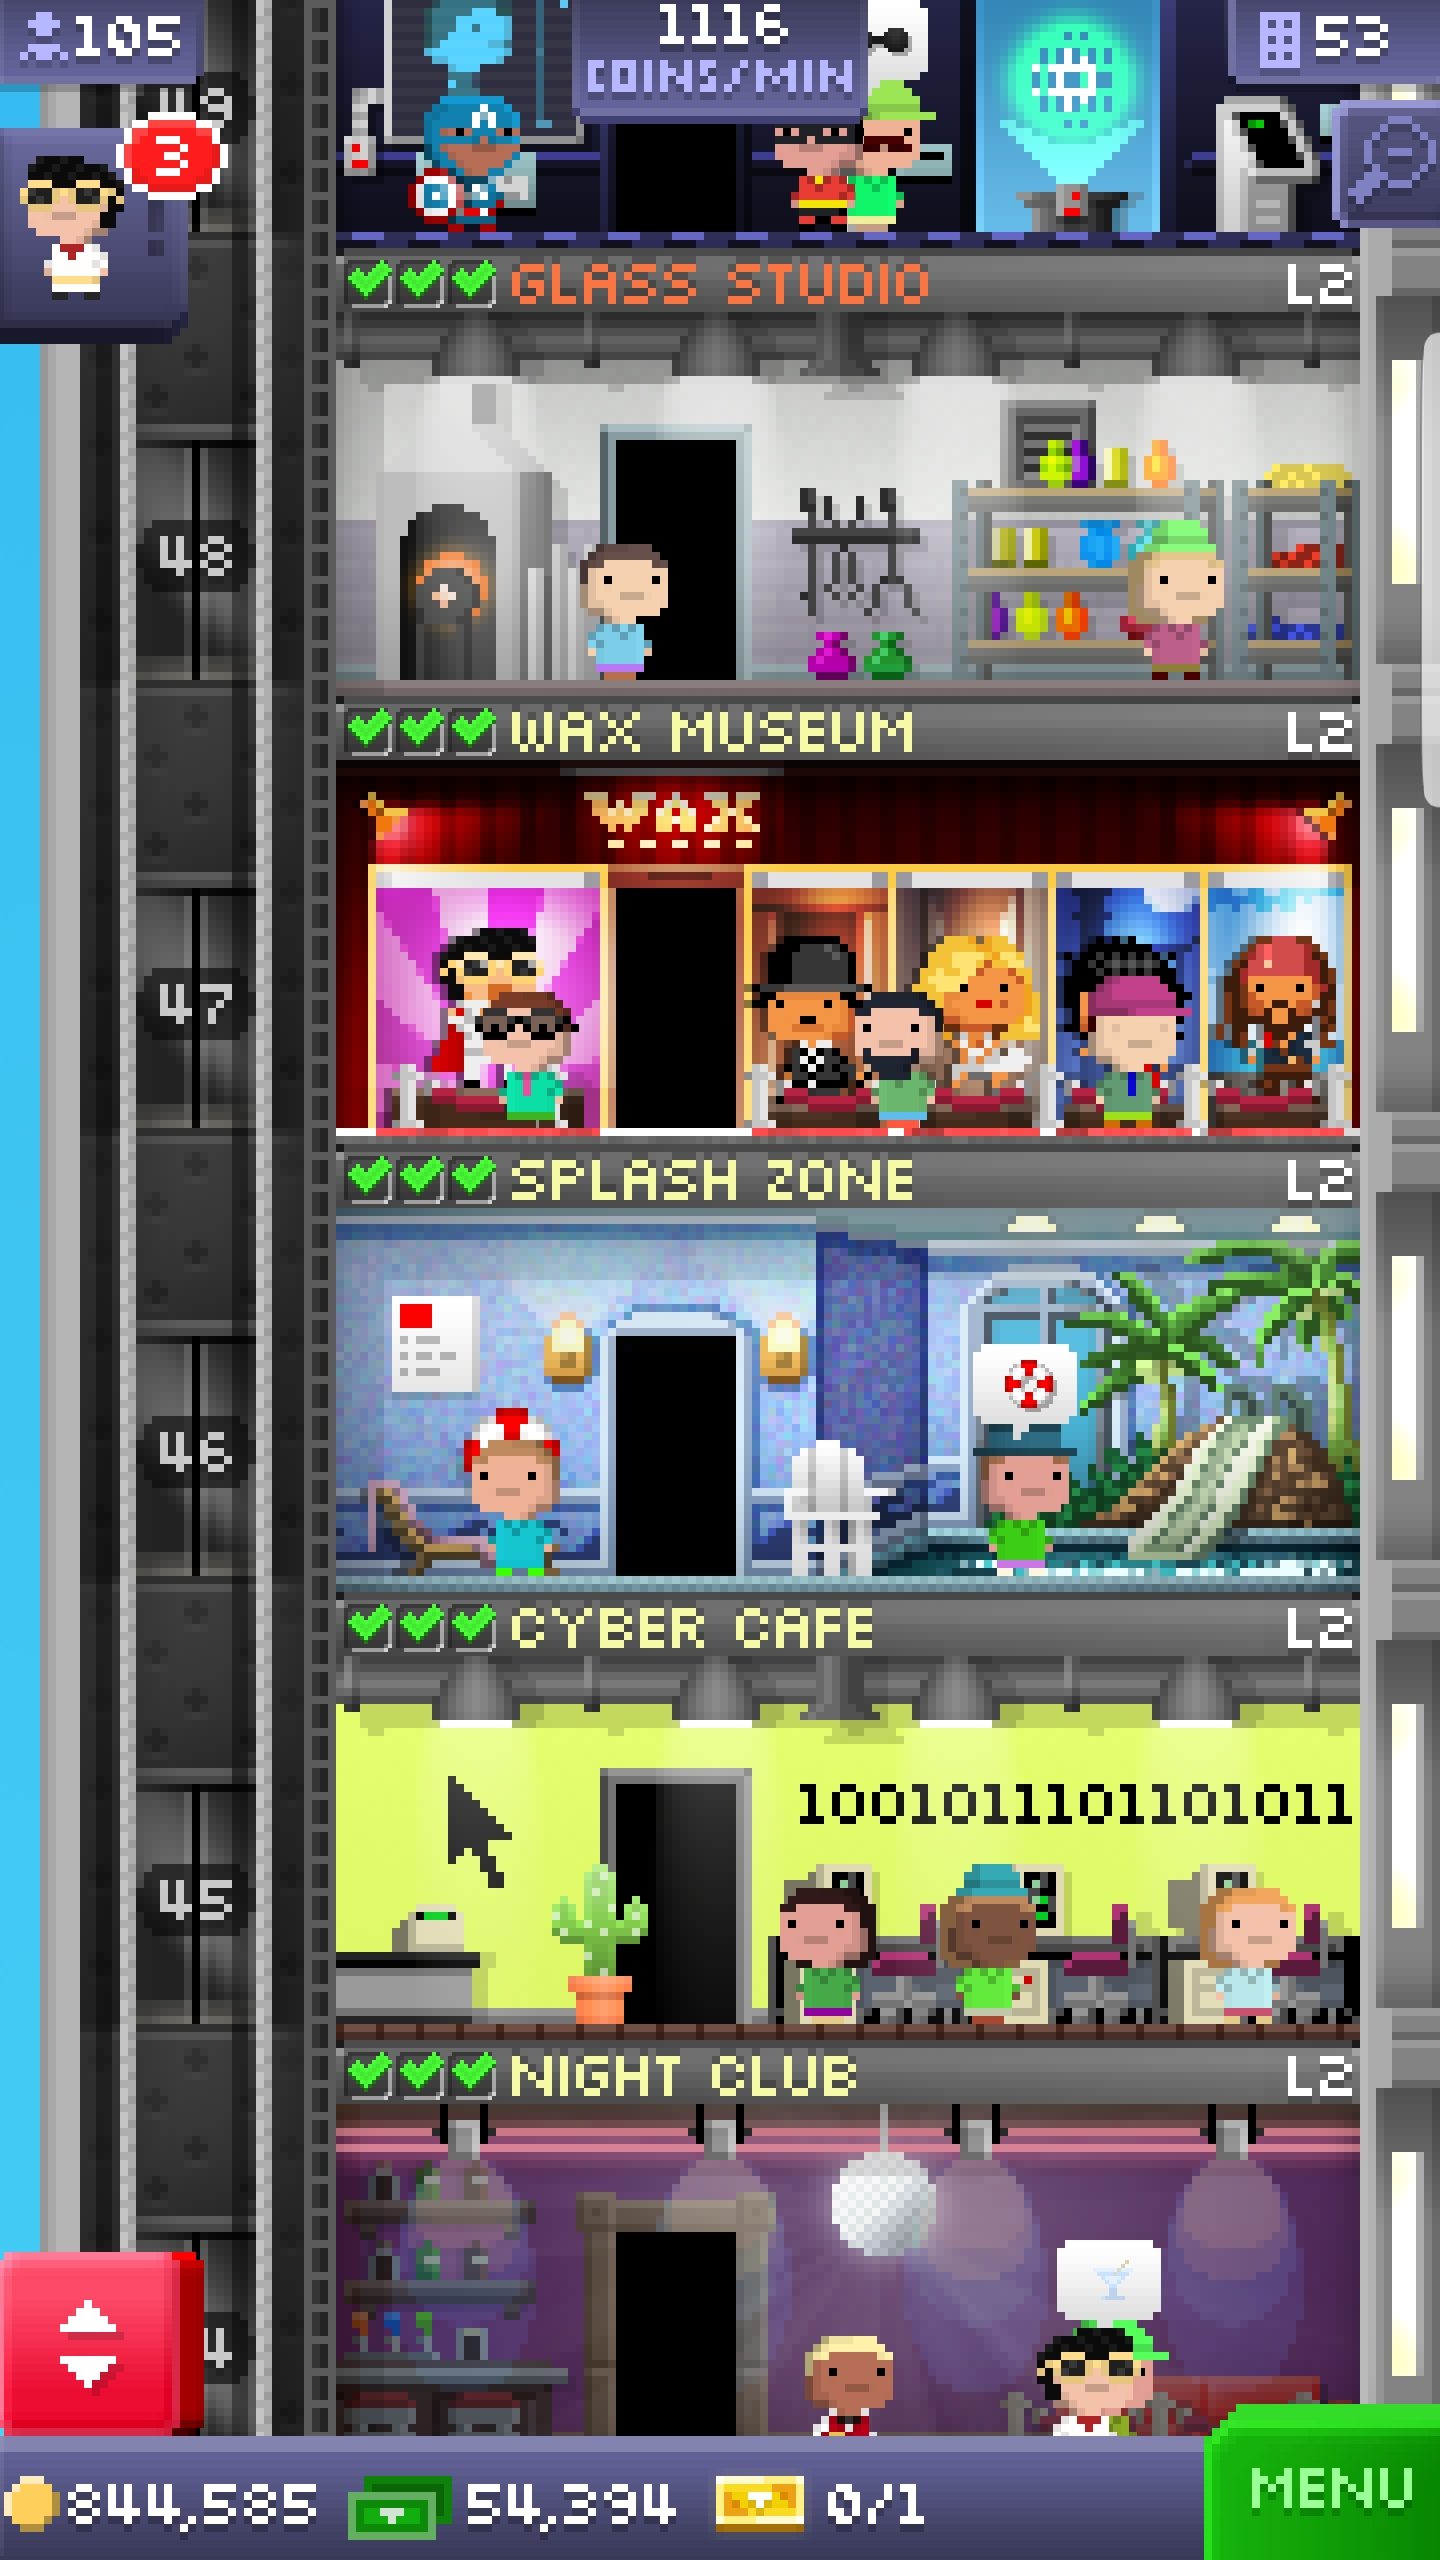 105
1116
COINS/MIN
53
49
3
GLASS STUDIO L2
48
WAX MUSEUM L2
WAX
47
SPLASH ZONE L2
46
CYBER CAFE L2
1001011101101011
45
NIGHT CLUB L2
4
844,585 54,394 0/1
MENU